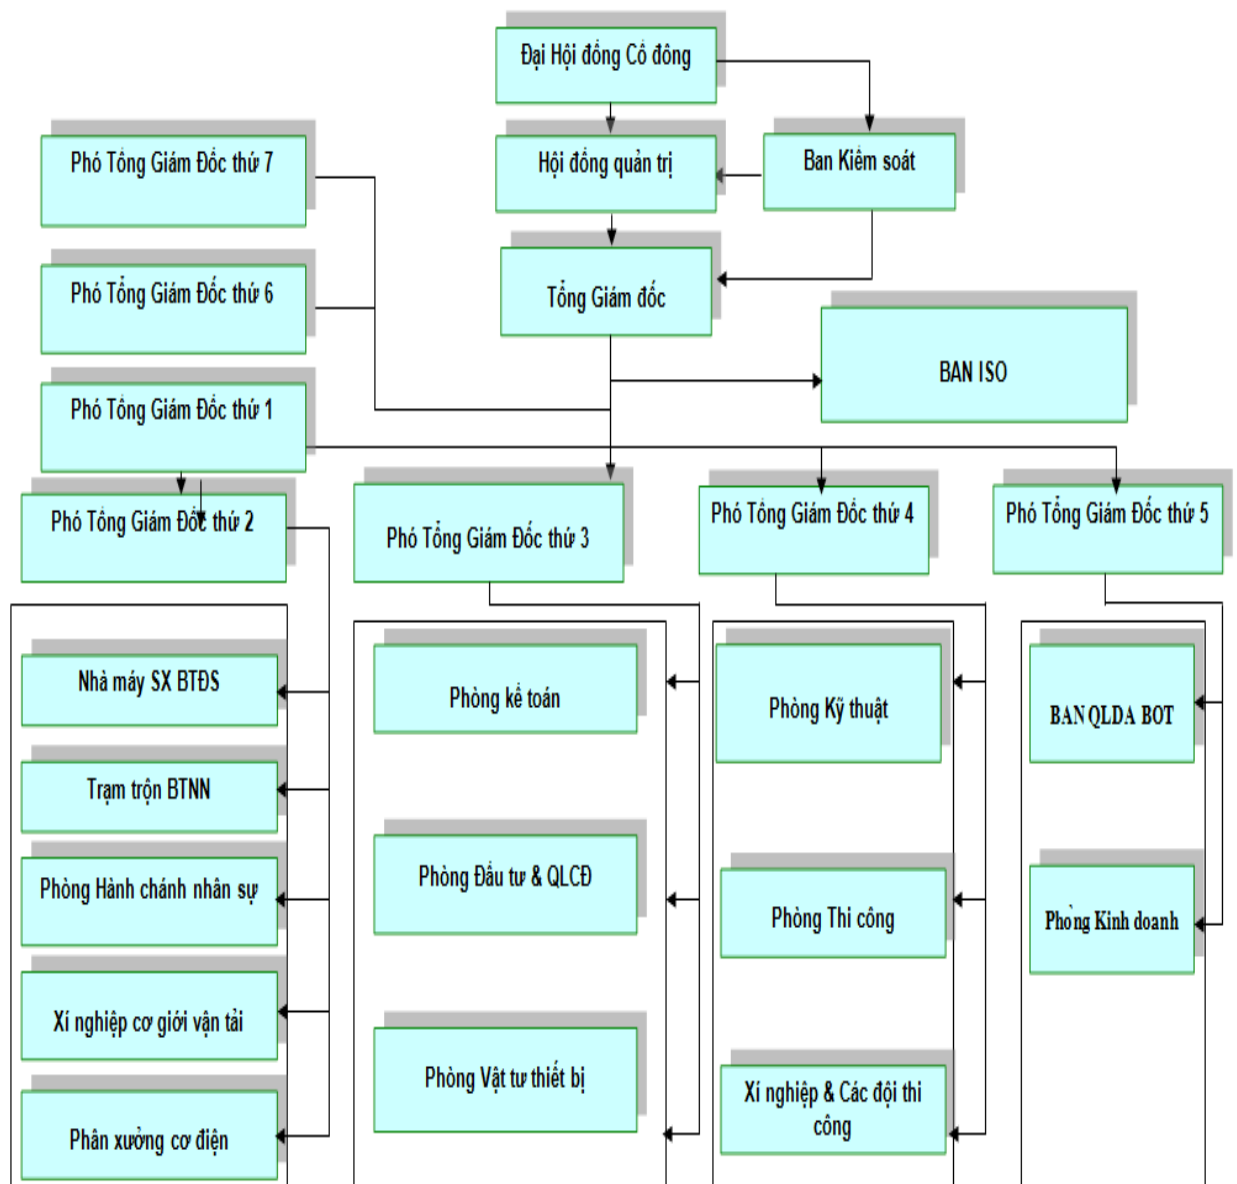 Đại Hội đồng Cổ đông
Phó Tổng Giám Đốc thứ 7
Hội đồng quản trị
Ban Kiểm soát
Phó Tổng Giám Đốc thứ 6
Tổng Giám đốc
BAN ISO
Phó Tổng Giám Đốc thứ 1
Phó Tổng Giám Đốc thứ 2
Phó Tổng Giám Đốc thứ 3
Phó Tổng Giám Đốc thứ 4
Phó Tổng Giám Đốc thứ 5
Nhà máy SX BTĐS
Trạm trộn BTNN
Phòng Hành chánh nhân sự
Xí nghiệp cơ giới vận tải
Phân xưởng cơ điện
Phòng kế toán
Phòng Đầu tư & QLCĐ
Phòng Vật tư thiết bị
Phòng Kỹ thuật
Phòng Thi công
Xí nghiệp & Các đội thi
công
BAN QLDA BOT
Phòng Kinh doanh